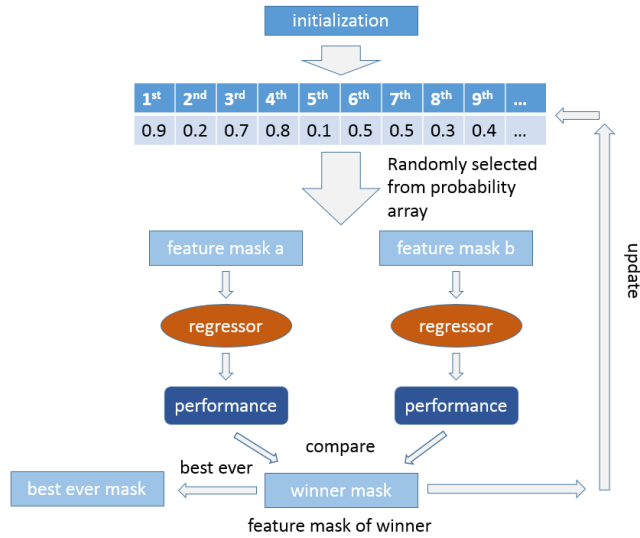 initialization
1st 2nd 3rd 4th 5th 6th 7th 8th 9th ...
0.9 0.2 0.7 0.8 0.1 0.5 0.5 0.3 0.4 ...
Randomly selected
from probability
array
feature mask a
feature mask b
update
regressor
regressor
performance
performance
compare
best ever
best ever mask
winner mask
feature mask of winner